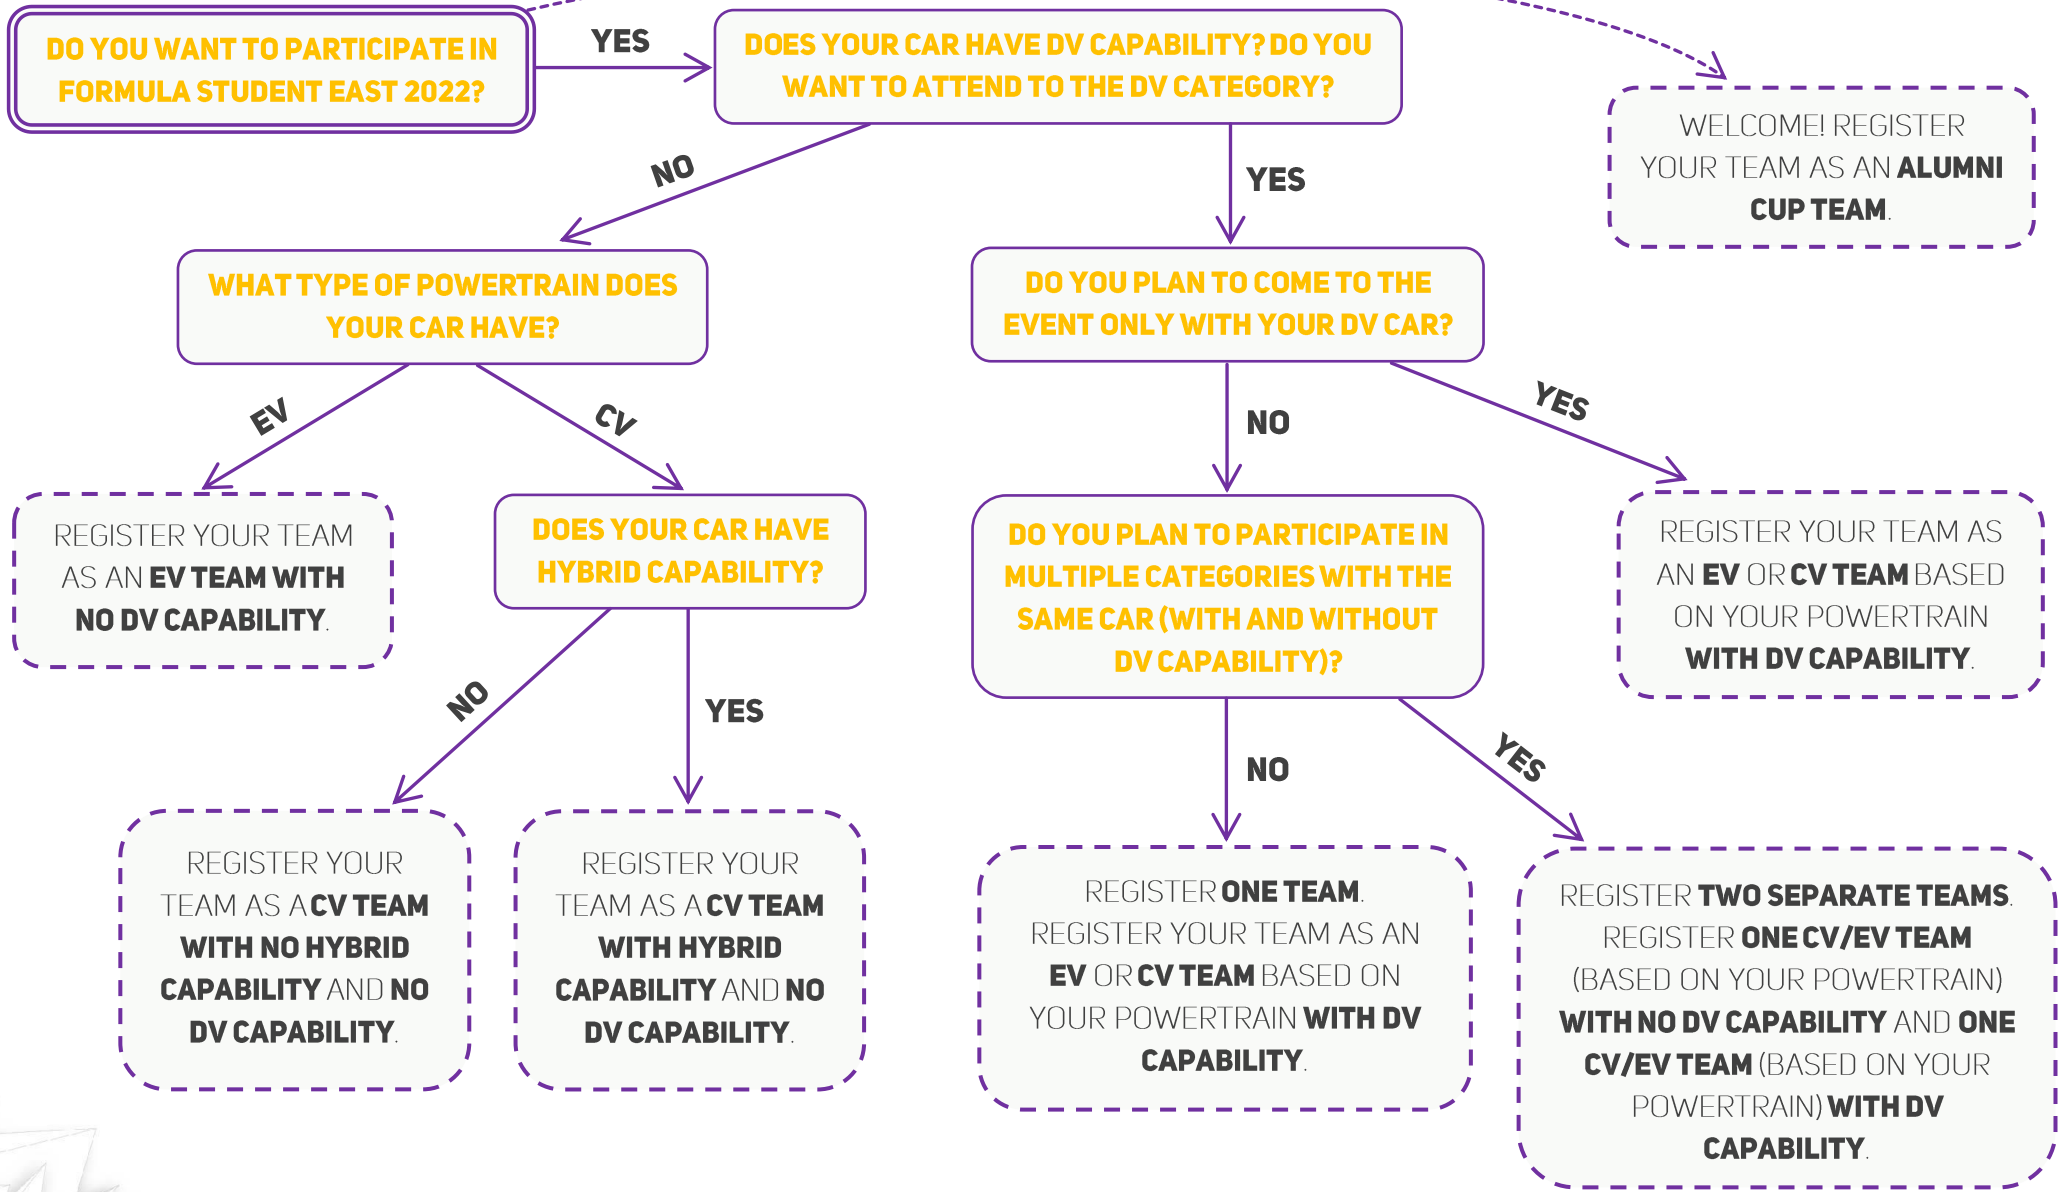 DO YOU WANT TO PARTICIPATE IN
FORMULA STUDENT EAST 2022?
YES
DOES YOUR CAR HAVE DV CAPABILITY? DO YOU
WANT TO ATTEND TO THE DV CATEGORY?
WELCOME! REGISTER
YOUR TEAM AS AN ALUMNI
CUP TEAM.
NO
YES
WHAT TYPE OF POWERTRAIN DOES
YOUR CAR HAVE?
DO YOU PLAN TO COME TO THE
EVENT ONLY WITH YOUR DV CAR?
EV
CV
NO
YES
REGISTER YOUR TEAM
AS AN EV TEAM WITH
NO DV CAPABILITY.
DOES YOUR CAR HAVE
HYBRID CAPABILITY?
DO YOU PLAN TO PARTICIPATE IN
MULTIPLE CATEGORIES WITH THE
SAME CAR (WITH AND WITHOUT
DV CAPABILITY)?
REGISTER YOUR TEAM AS
AN EV OR CV TEAM BASED
ON YOUR POWERTRAIN
WITH DV CAPABILITY.
NO
YES
NO
YES
REGISTER YOUR
TEAM AS A CV TEAM
WITH NO HYBRID
CAPABILITY AND NO
DV CAPABILITY.
REGISTER YOUR
TEAM AS A CV TEAM
WITH HYBRID
CAPABILITY AND NO
DV CAPABILITY.
REGISTER ONE TEAM.
REGISTER YOUR TEAM AS AN
EV OR CV TEAM BASED ON
YOUR POWERTRAIN WITH DV
CAPABILITY.
REGISTER TWO SEPARATE TEAMS.
REGISTER ONE CV/EV TEAM
(BASED ON YOUR POWERTRAIN)
WITH NO DV CAPABILITY AND ONE
CV/EV TEAM (BASED ON YOUR
POWERTRAIN) WITH DV
CAPABILITY.